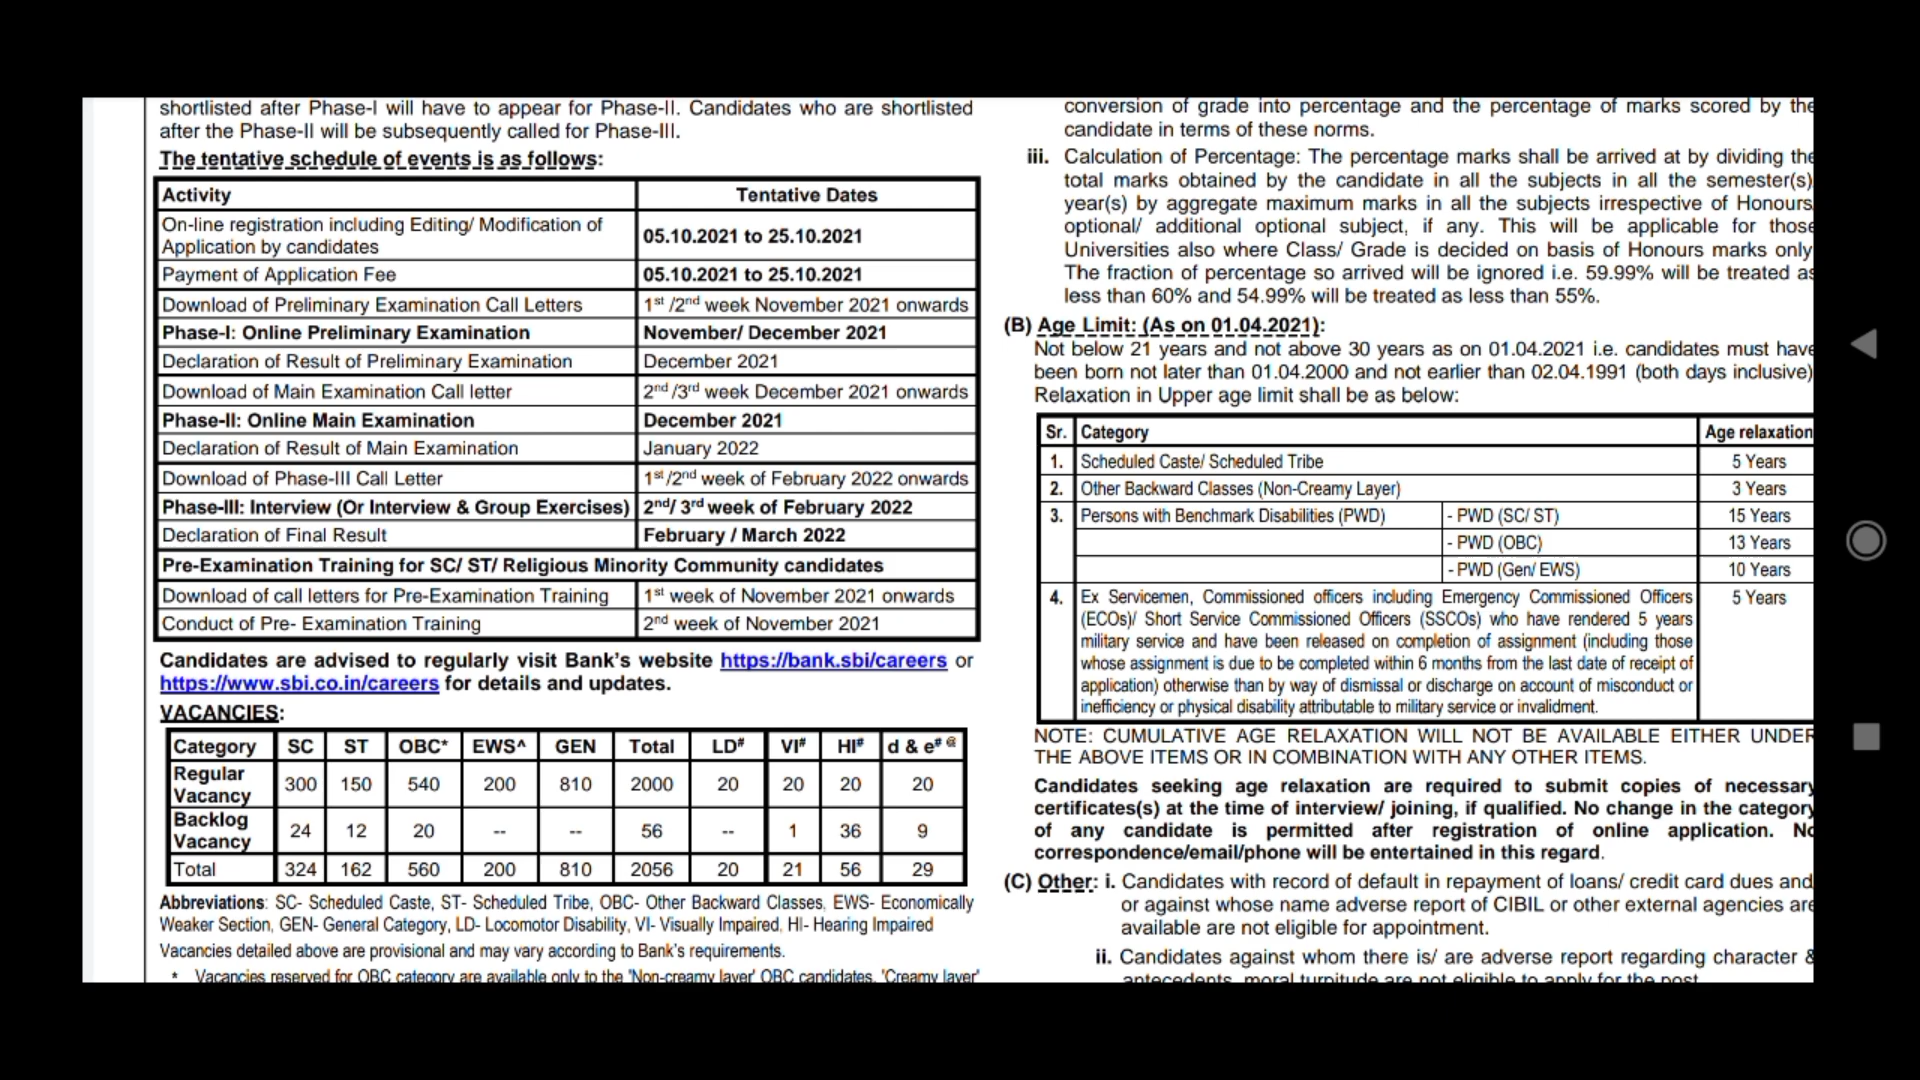 shortlisted after Phase-I will have to appear for Phase-II. Candidates who are shortlisted
after the Phase-II will be subsequently called for Phase-III.
The tentative schedule of events is as follows:
Activity Tentative Dates
On-line registration including Editing/ Modification of
Application by candidates 05.10.2021 to 25.10.2021
Payment of Application Fee 05.10.2021 to 25.10.2021
Download of Preliminary Examination Call Letters 1st /2nd week November 2021 onwards
Phase-I: Online Preliminary Examination November/ December 2021
Declaration of Result of Preliminary Examination December 2021
Download of Main Examination Call letter 2nd /3rd week December 2021 onwards
Phase-II: Online Main Examination December 2021
Declaration of Result of Main Examination January 2022
Download of Phase-III Call Letter 1st /2nd week of February 2022 onwards
Phase-III: Interview (Or Interview & Group Exercises) 2nd/ 3rd week of February 2022
Declaration of Final Result February / March 2022
Pre-Examination Training for SC/ ST/ Religious Minority Community candidates
Download of call letters for Pre-Examination Training 1st week of November 2021 onwards
Conduct of Pre- Examination Training 2nd week of November 2021
Candidates are advised to regularly visit Bank's website https://bank.sbi/careers or
https://www.sbi.co.in/careers for details and updates.
VACANCIES:
Category SC ST OBC* EWS^ GEN Total LD# VI# HI# d & e# @
Regular
Vacancy 300 150 540 200 810 2000 20 20 20 20
Backlog
Vacancy 24 12 20 -- -- 56 -- 1 36 9
Total 324 162 560 200 810 2056 20 21 56 29
Abbreviations: SC- Scheduled Caste, ST- Scheduled Tribe, OBC- Other Backward Classes, EWS- Economically
Weaker Section, GEN- General Category, LD- Locomotor Disability, VI- Visually Impaired, HI- Hearing Impaired
Vacancies detailed above are provisional and may vary according to Bank's requirements.
* Vacancies reserved for OBC category are available only to the 'Non-creamy layer' OBC candidates. 'Creamy layer'
conversion of grade into percentage and the percentage of marks scored by the
candidate in terms of these norms.
iii. Calculation of Percentage: The percentage marks shall be arrived at by dividing the
total marks obtained by the candidate in all the subjects in all the semester(s)
year(s) by aggregate maximum marks in all the subjects irrespective of Honours
optional/ additional optional subject, if any. This will be applicable for those
Universities also where Class/ Grade is decided on basis of Honours marks only
The fraction of percentage so arrived will be ignored i.e. 59.99% will be treated as
less than 60% and 54.99% will be treated as less than 55%.
(B) Age Limit: (As on 01.04.2021):
Not below 21 years and not above 30 years as on 01.04.2021 i.e. candidates must have
been born not later than 01.04.2000 and not earlier than 02.04.1991 (both days inclusive)
Relaxation in Upper age limit shall be as below:
Sr. Category Age relaxation
1. Scheduled Caste/ Scheduled Tribe 5 Years
2. Other Backward Classes (Non-Creamy Layer) 3 Years
3. Persons with Benchmark Disabilities (PWD) - PWD (SC/ ST) 15 Years
- PWD (OBC) 13 Years
- PWD (Gen/ EWS) 10 Years
4. Ex Servicemen, Commissioned officers including Emergency Commissioned Officers 5 Years
(ECOs)/ Short Service Commissioned Officers (SSCOs) who have rendered 5 years
military service and have been released on completion of assignment (including those
whose assignment is due to be completed within 6 months from the last date of receipt of
application) otherwise than by way of dismissal or discharge on account of misconduct or
inefficiency or physical disability attributable to military service or invalidment.
NOTE: CUMULATIVE AGE RELAXATION WILL NOT BE AVAILABLE EITHER UNDER
THE ABOVE ITEMS OR IN COMBINATION WITH ANY OTHER ITEMS.
Candidates seeking age relaxation are required to submit copies of necessary
certificates(s) at the time of interview/ joining, if qualified. No change in the category
of any candidate is permitted after registration of online application. No
correspondence/email/phone will be entertained in this regard.
(C) Other: i. Candidates with record of default in repayment of loans/ credit card dues and
or against whose name adverse report of CIBIL or other external agencies are
available are not eligible for appointment.
ii. Candidates against whom there is/ are adverse report regarding character &
antecedents, moral turpitude are not eligible to apply for the post.